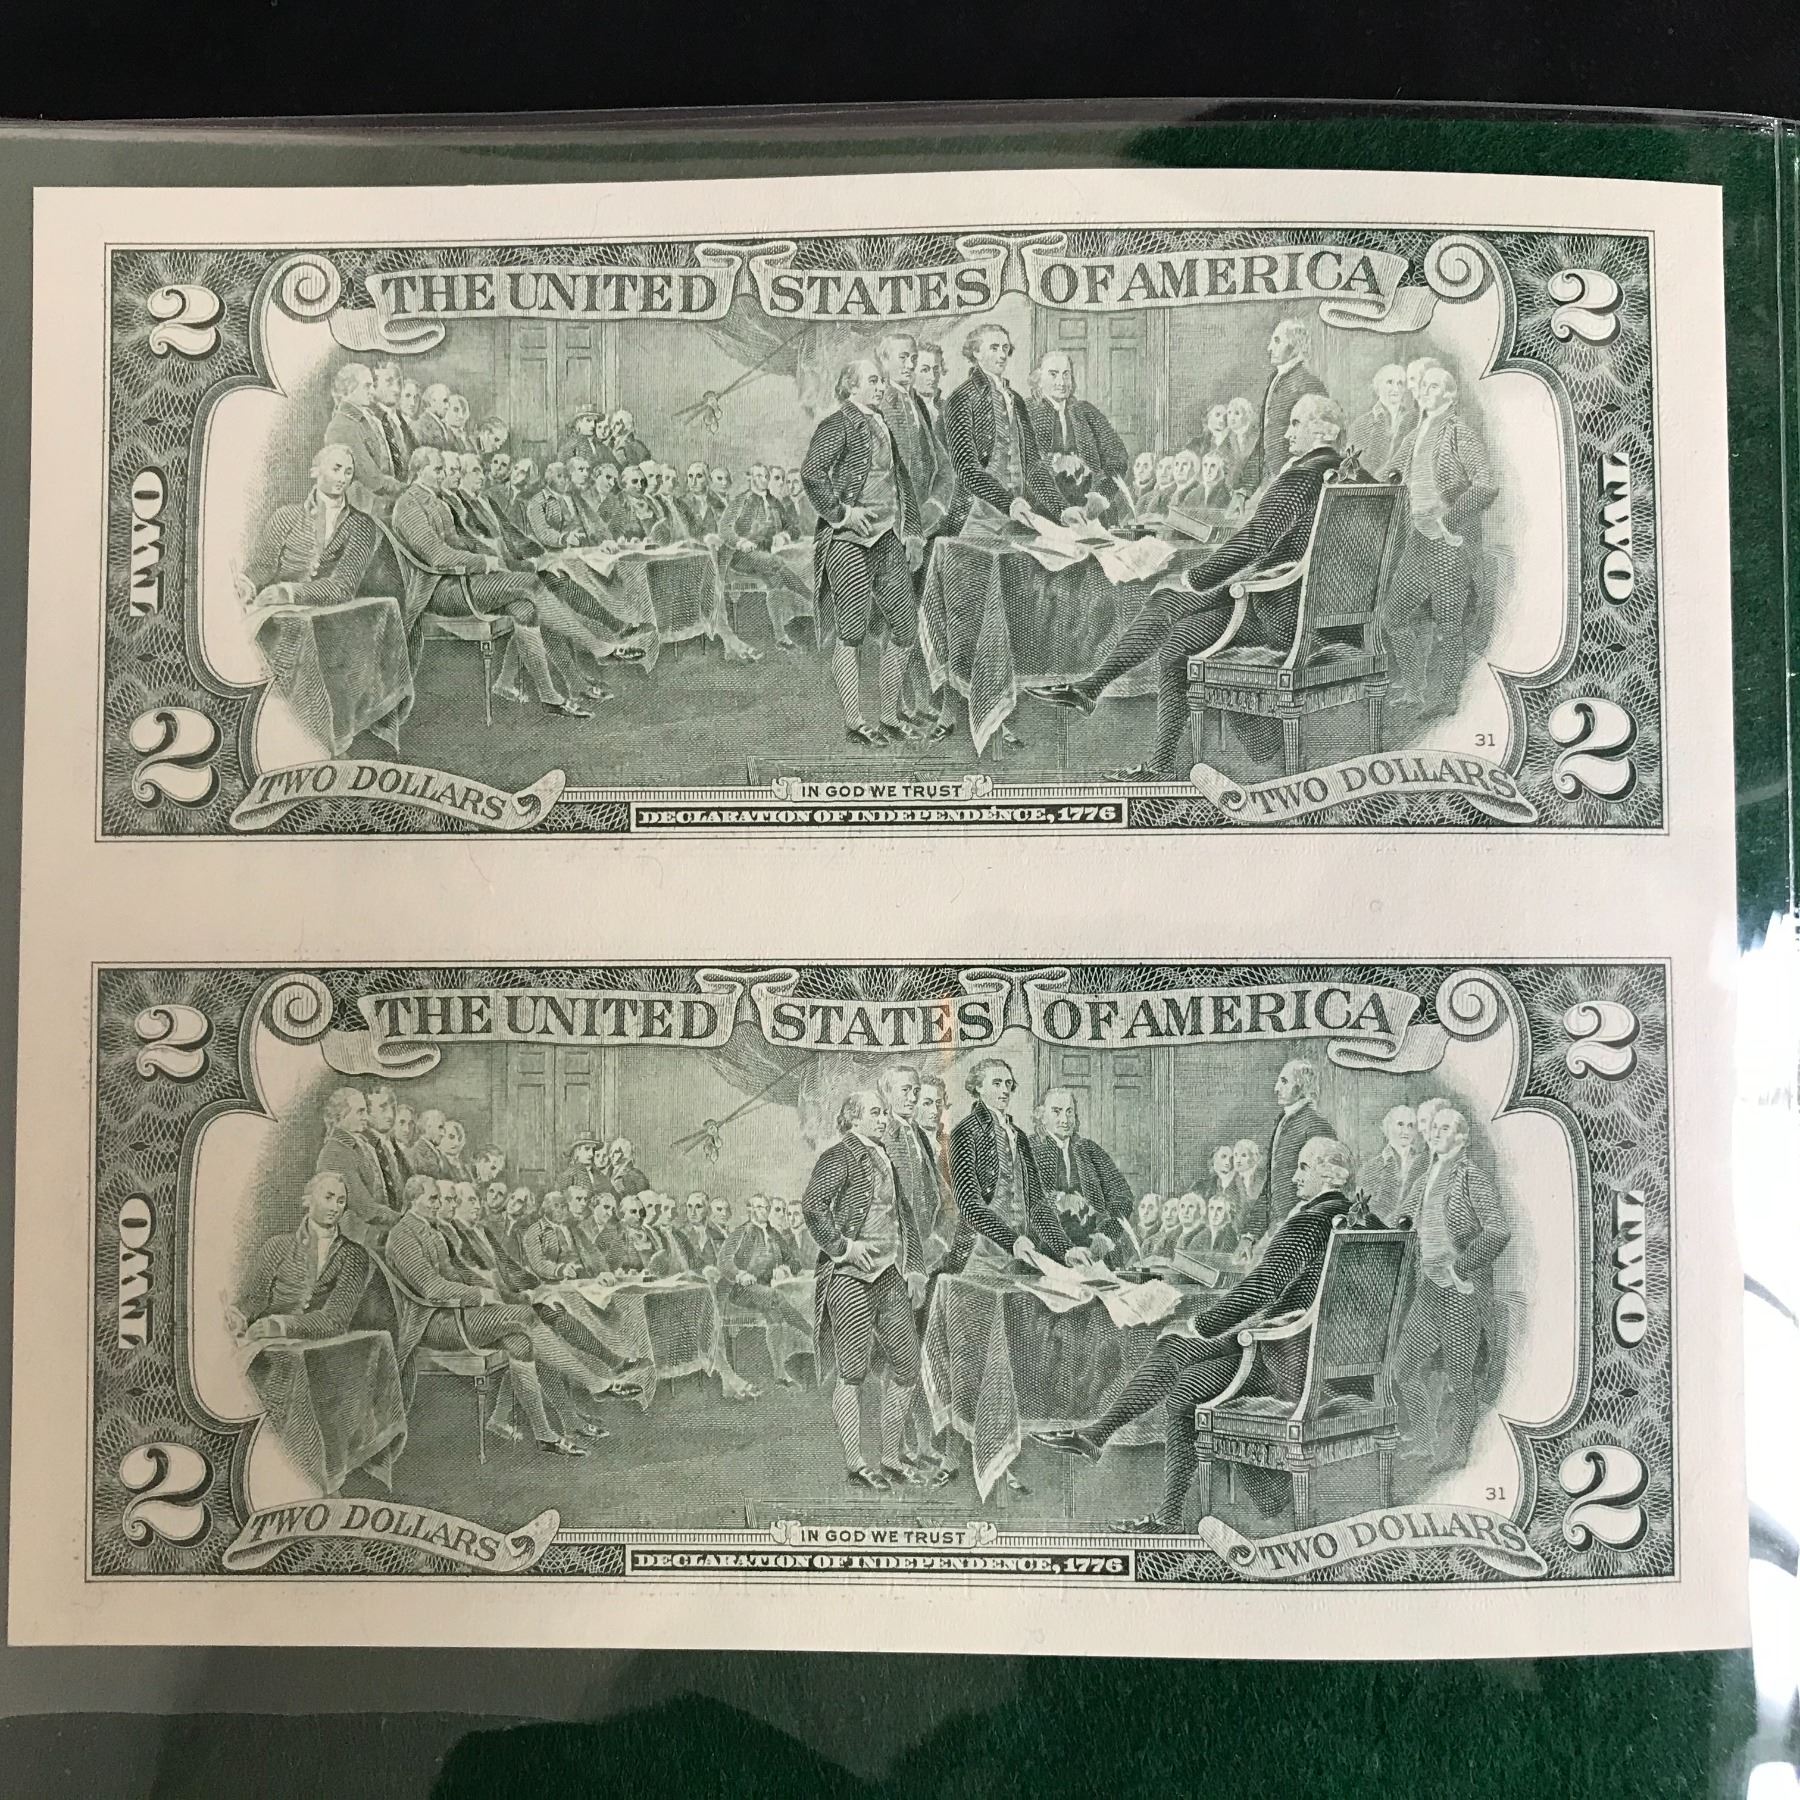 THE UNITED STATES OF AMERICA
2 2
TWO TWO
31
2 2
TWO DOLLARS IN GOD WE TRUST TWO DOLLARS
DECLARATION OF INDEPENDENCE, 1776
THE UNITED STATES OF AMERICA
2 2
TWO TWO
31
2 2
TWO DOLLARS IN GOD WE TRUST TWO DOLLARS
DECLARATION OF INDEPENDENCE, 1776